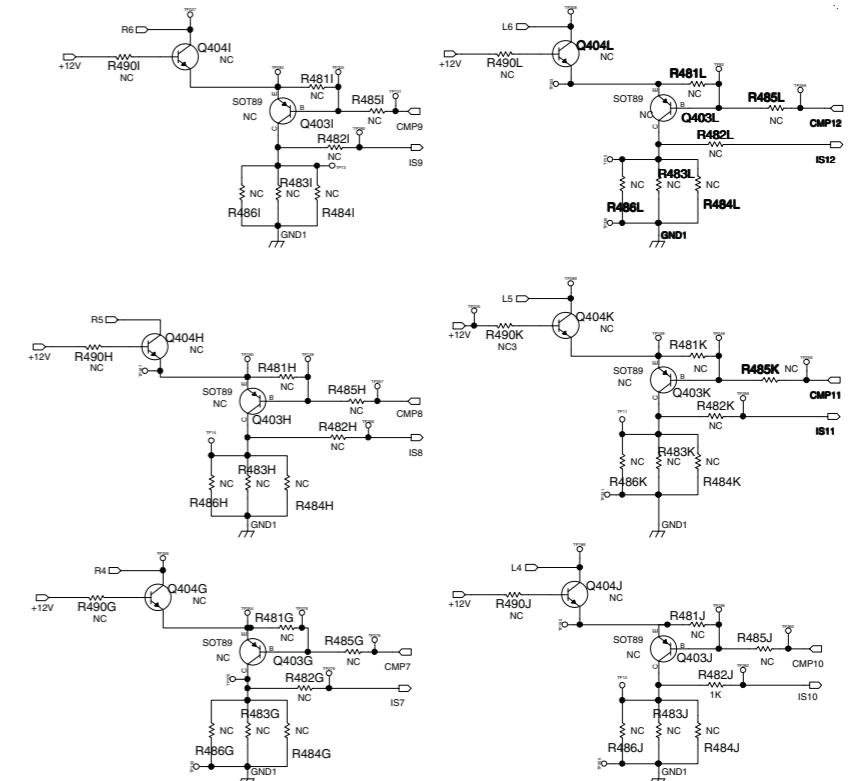 R6
Q404I
NC
+12V
R490I
NC
R481I
NC
SOT89
NC
R485I
NC
Q403I
CMP9
R482I
NC
IS9
TP12
NC
R483I
NC
NC
R486I
R484I
GND1
L6
Q404L
NC
+12V
R490L
NC
R481L
NC
SOT89
NC
R485L
NC
Q403L
CMP12
R482L
NC
IS12
NC
R483L
NC
NC
R486L
R484L
GND1
R5
Q404H
NC
+12V
R490H
NC
R481H
NC
SOT89
NC
R485H
NC
Q403H
CMP8
R482H
NC
IS8
TP14
NC
R483H
NC
NC
R486H
R484H
GND1
L5
Q404K
NC
+12V
R490K
NC3
R481K
NC
SOT89
NC
R485K
NC
Q403K
CMP11
R482K
NC
IS11
TP11
NC
R483K
NC
NC
R486K
R484K
GND1
R4
Q404G
NC
+12V
R490G
NC
R481G
NC
SOT89
NC
R485G
NC
Q403G
CMP7
R482G
NC
IS7
NC
R483G
NC
NC
R486G
R484G
GND1
L4
Q404J
NC
+12V
R490J
NC
R481J
NC
SOT89
NC
R485J
NC
Q403J
CMP10
R482J
1K
IS10
TP10
NC
R483J
NC
NC
R486J
R484J
GND1